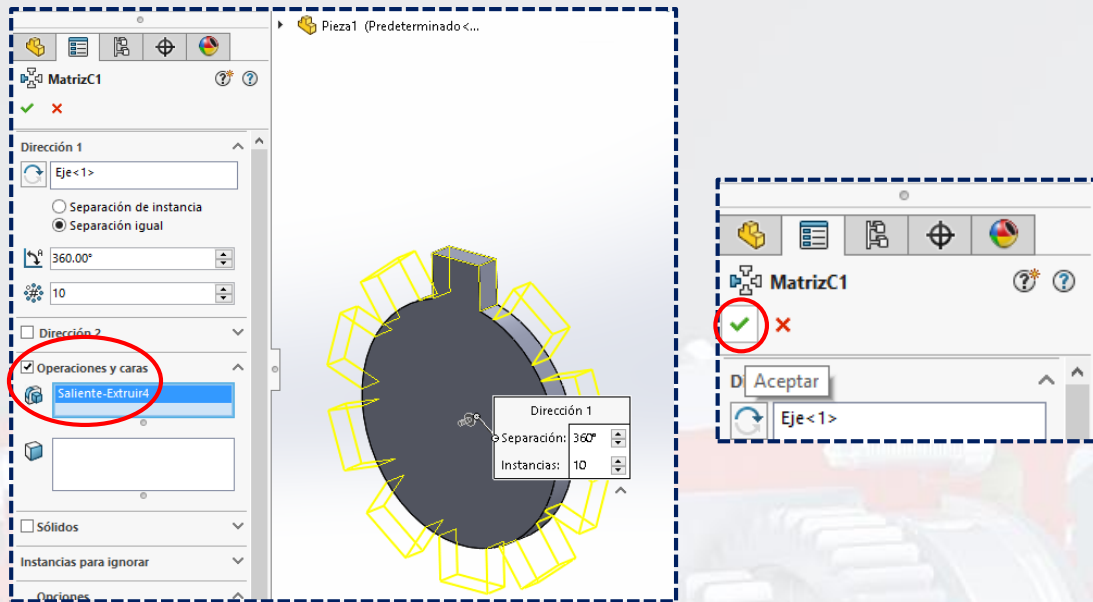 Pieza1 (Predeterminado<...
MatrizC1
Dirección 1
Eje<1>
Separación de instancia
Separación igual
360.00°
10
Dirección 2
Operaciones y caras
Saliente-Extruir4
Sólidos
Instancias para ignorar
Opciones
Dirección 1
Separación: 360°
Instancias: 10
MatrizC1
D
Aceptar
Eje<1>